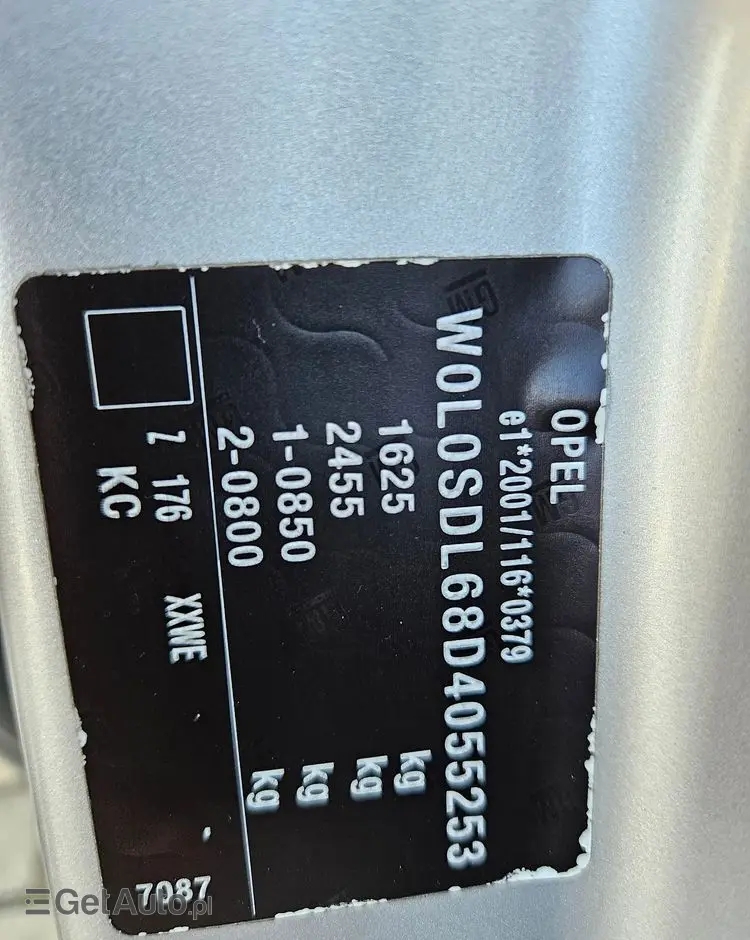 OPEL
e1*2001/116*0379
W0L0SDL68D4055253
1625 kg
2455 kg
1-0850 kg
2-0800 kg
Z 176 XXWE
KC
7087
GetAuto.pl